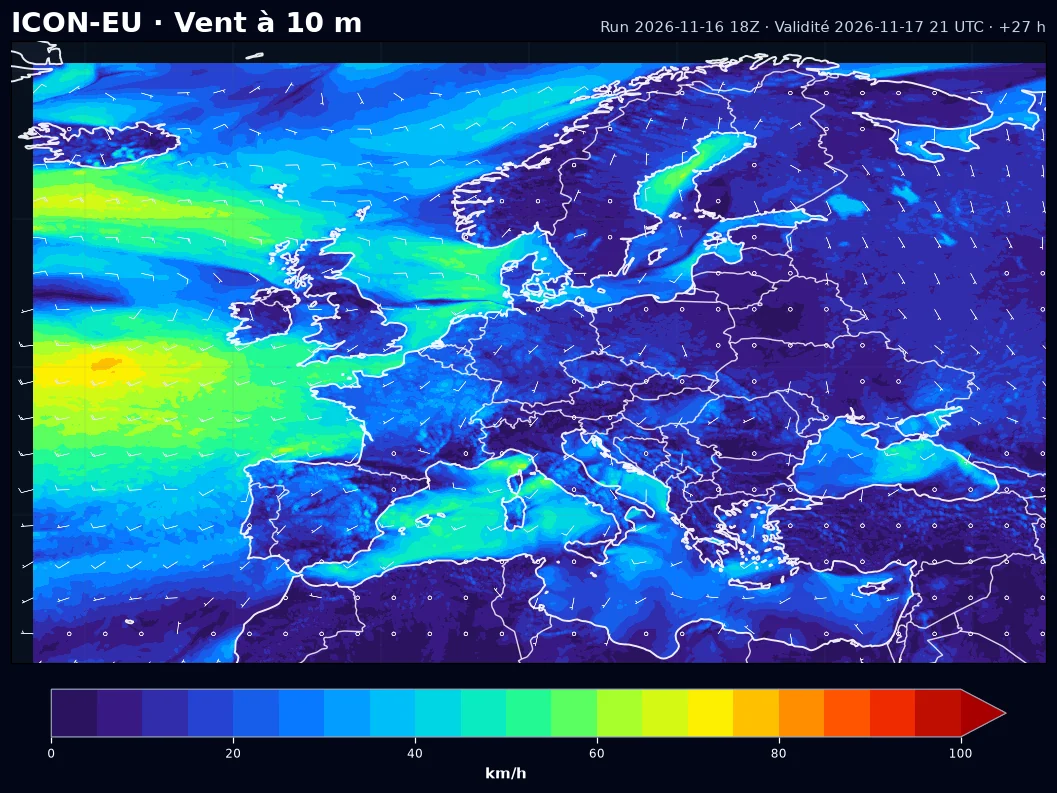 ICON-EU · Vent à 10 m
Run 2026-11-16 18Z · Validité 2026-11-17 21 UTC · +27 h
0 20 40 60 80 100
km/h